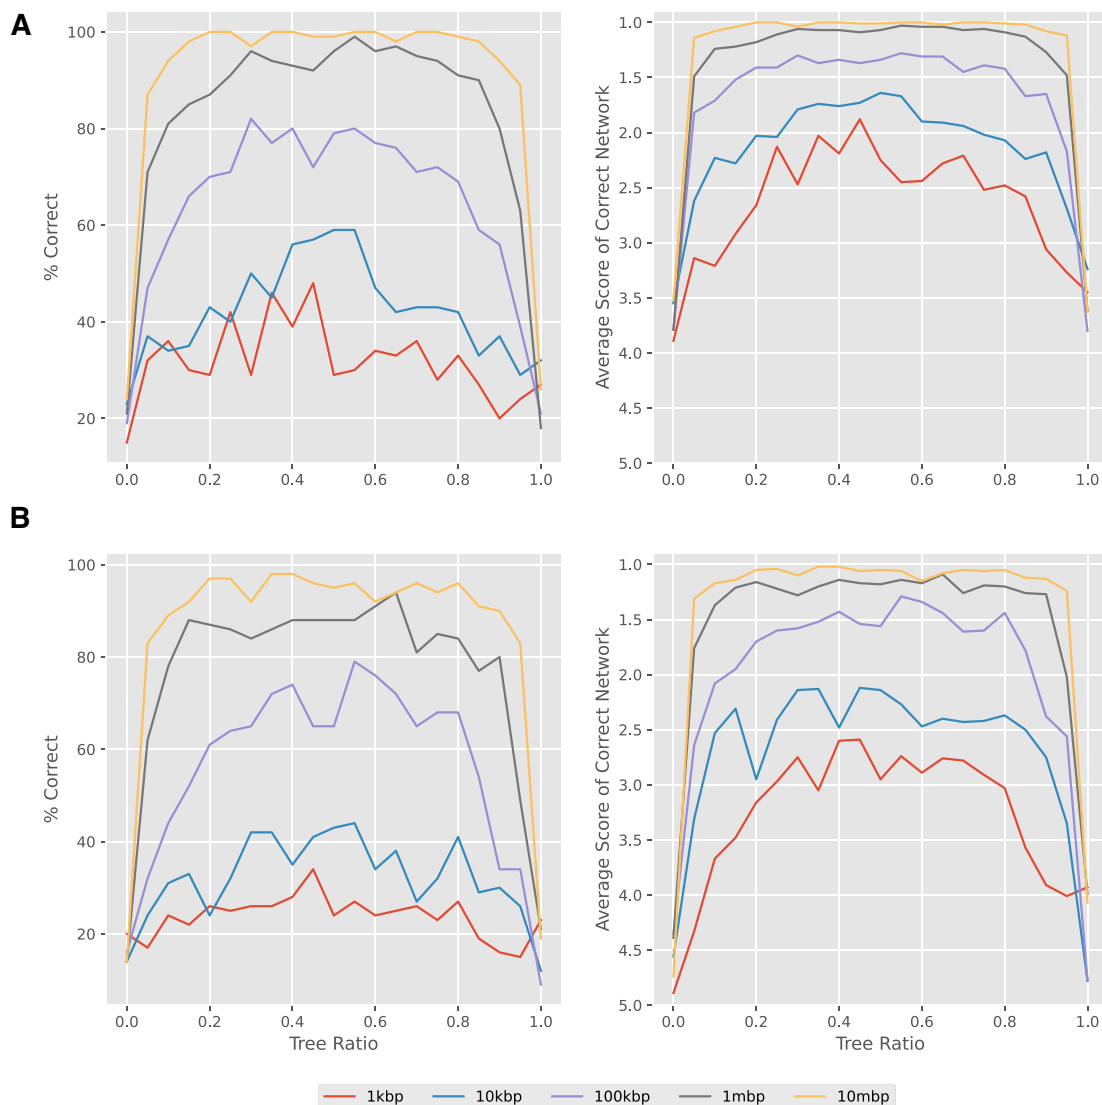 A
100
80
60
40
20
% Correct
0.0 0.2 0.4 0.6 0.8 1.0
1.0
1.5
2.0
2.5
3.0
3.5
4.0
4.5
5.0
Average Score of Correct Network
0.0 0.2 0.4 0.6 0.8 1.0
B
100
80
60
40
20
% Correct
0.0 0.2 0.4 0.6 0.8 1.0
Tree Ratio
1.0
1.5
2.0
2.5
3.0
3.5
4.0
4.5
5.0
Average Score of Correct Network
0.0 0.2 0.4 0.6 0.8 1.0
Tree Ratio
1kbp 10kbp 100kbp 1mbp 10mbp